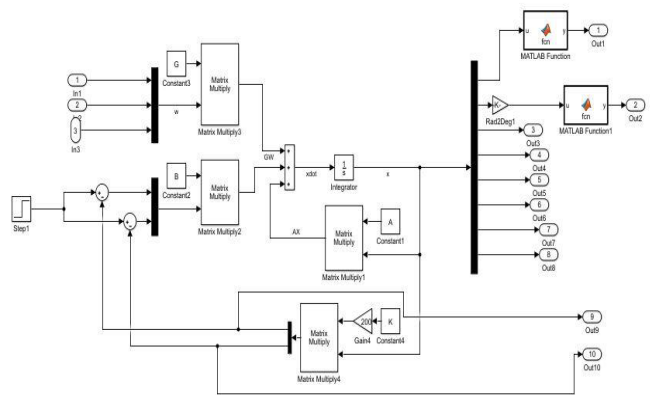 1
In1
2
In2
3
In3
w
G
Constant3
Matrix
Multiply
Matrix Multiply3
GW
B
Constant2
Matrix
Multiply
Matrix Multiply2
Step1
+
+
+
xdot
1
s
Integrator
x
AX
Matrix
Multiply
Matrix Multiply1
A
Constant1
Matrix
Multiply
Matrix Multiply4
200
Gain4
K
Constant4
u
fcn
y
MATLAB Function
1
Out1
-K-
Rad2Deg1
u
fcn
y
MATLAB Function1
2
Out2
3
Out3
4
Out4
5
Out5
6
Out6
7
Out7
8
Out8
9
Out9
10
Out10